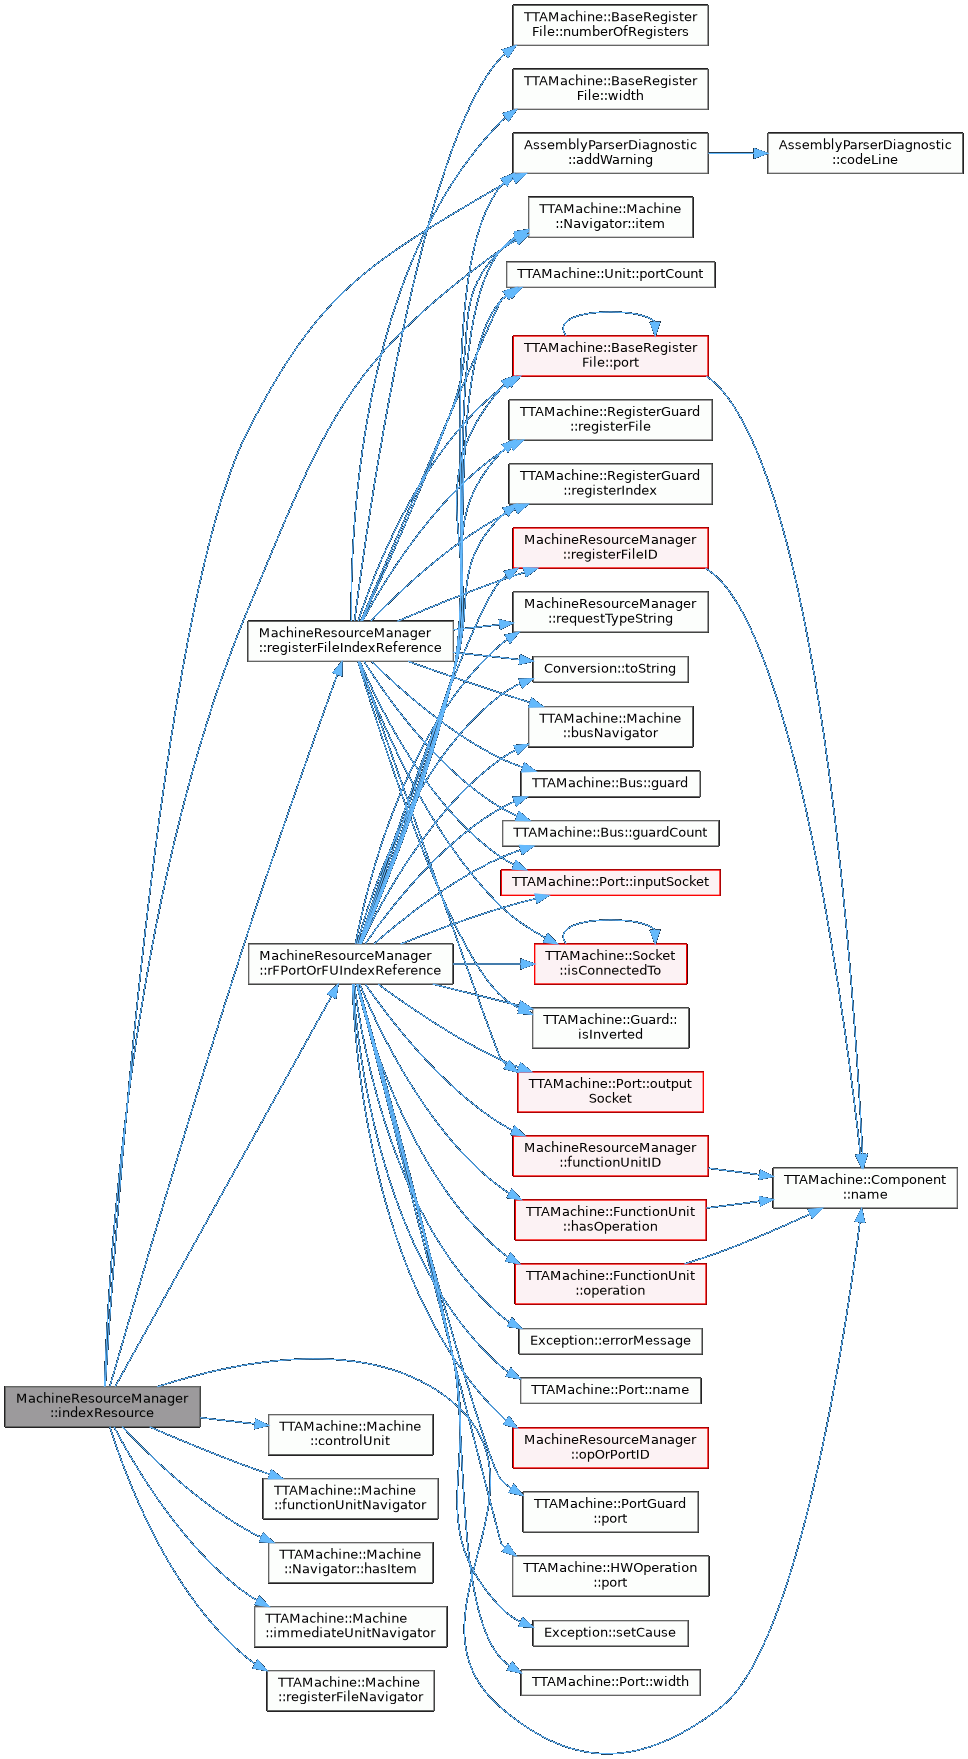 TTAMachine::BaseRegister
File::numberOfRegisters
TTAMachine::BaseRegister
File::width
AssemblyParserDiagnostic
::addWarning
AssemblyParserDiagnostic
::codeLine
TTAMachine::Machine
::Navigator::item
TTAMachine::Unit::portCount
TTAMachine::BaseRegister
File::port
TTAMachine::RegisterGuard
::registerFile
TTAMachine::RegisterGuard
::registerIndex
MachineResourceManager
::registerFileID
MachineResourceManager
::requestTypeString
MachineResourceManager
::registerFileIndexReference
Conversion::toString
TTAMachine::Machine
::busNavigator
TTAMachine::Bus::guard
TTAMachine::Bus::guardCount
TTAMachine::Port::inputSocket
MachineResourceManager
::rFPortOrFUIndexReference
TTAMachine::Socket
::isConnectedTo
TTAMachine::Guard::
isInverted
TTAMachine::Port::output
Socket
MachineResourceManager
::functionUnitID
TTAMachine::Component
::name
TTAMachine::FunctionUnit
::hasOperation
TTAMachine::FunctionUnit
::operation
Exception::errorMessage
TTAMachine::Port::name
MachineResourceManager
::indexResource
TTAMachine::Machine
::controlUnit
MachineResourceManager
::opOrPortID
TTAMachine::Machine
::functionUnitNavigator
TTAMachine::PortGuard
::port
TTAMachine::Machine
::Navigator::hasItem
TTAMachine::HWOperation
::port
TTAMachine::Machine
::immediateUnitNavigator
Exception::setCause
TTAMachine::Machine
::registerFileNavigator
TTAMachine::Port::width